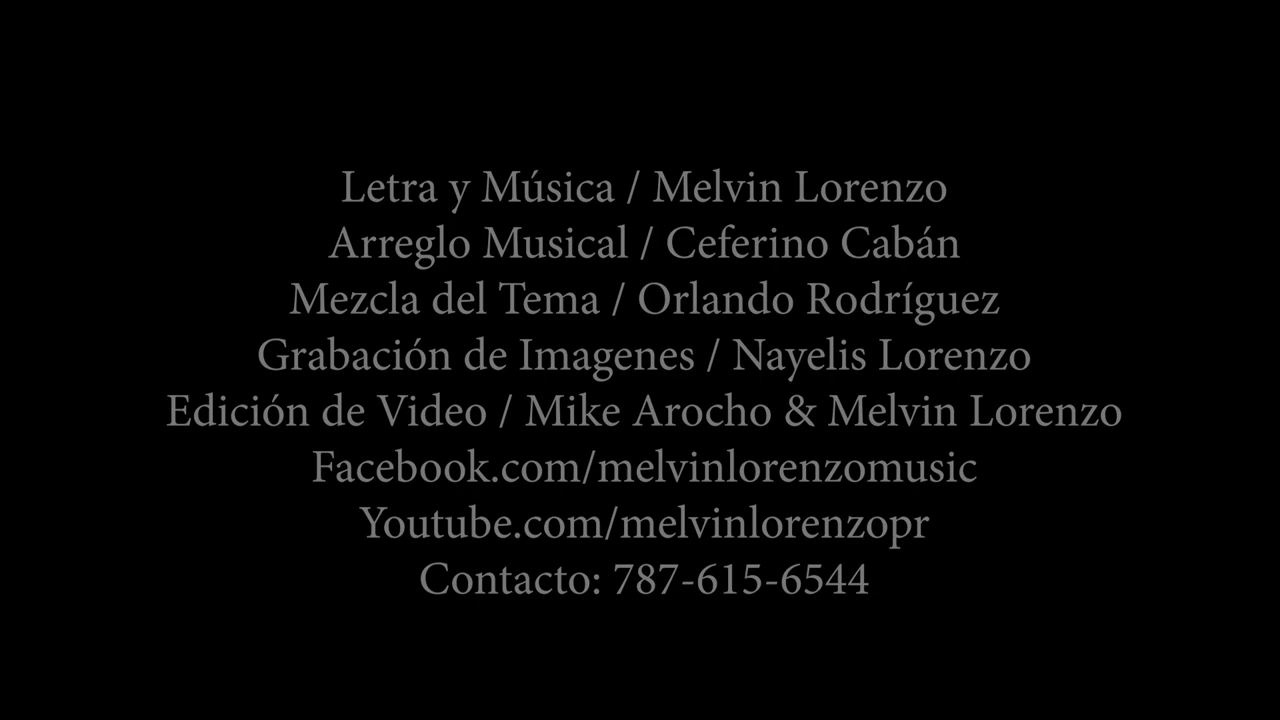 Letra y Música / Melvin Lorenzo
Arreglo Musical / Ceferino Cabán
Mezcla del Tema / Orlando Rodríguez
Grabación de Imagenes / Nayelis Lorenzo
Edición de Video / Mike Arocho & Melvin Lorenzo
Facebook.com/melvinlorenzomusic
Youtube.com/melvinlorenzopr
Contacto: 787-615-6544